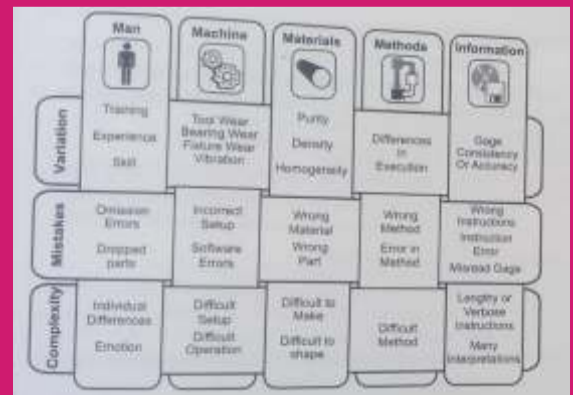 Man
Machine
Materials
Methods
Information
Variation
Training
Experience
Skill
Tool Wear
Bearing Wear
Fixture Wear
Vibration
Purity
Density
Homogeneity
Differences
in
Execution
Gage
Consistency
Or Accuracy
Mistakes
Omission
Errors
Dropped
parts
Incorrect
Setup
Software
Errors
Wrong
Material
Wrong
Part
Wrong
Method
Error in
Method
Wrong
Instructions
Instruction
Error
Misread Gage
Complexity
Individual
Differences
Emotion
Difficult
Setup
Difficult
Operation
Difficult to
Make
Difficult to
shape
Difficult
Method
Lengthy or
Verbose
Instructions
Many
Interpretations